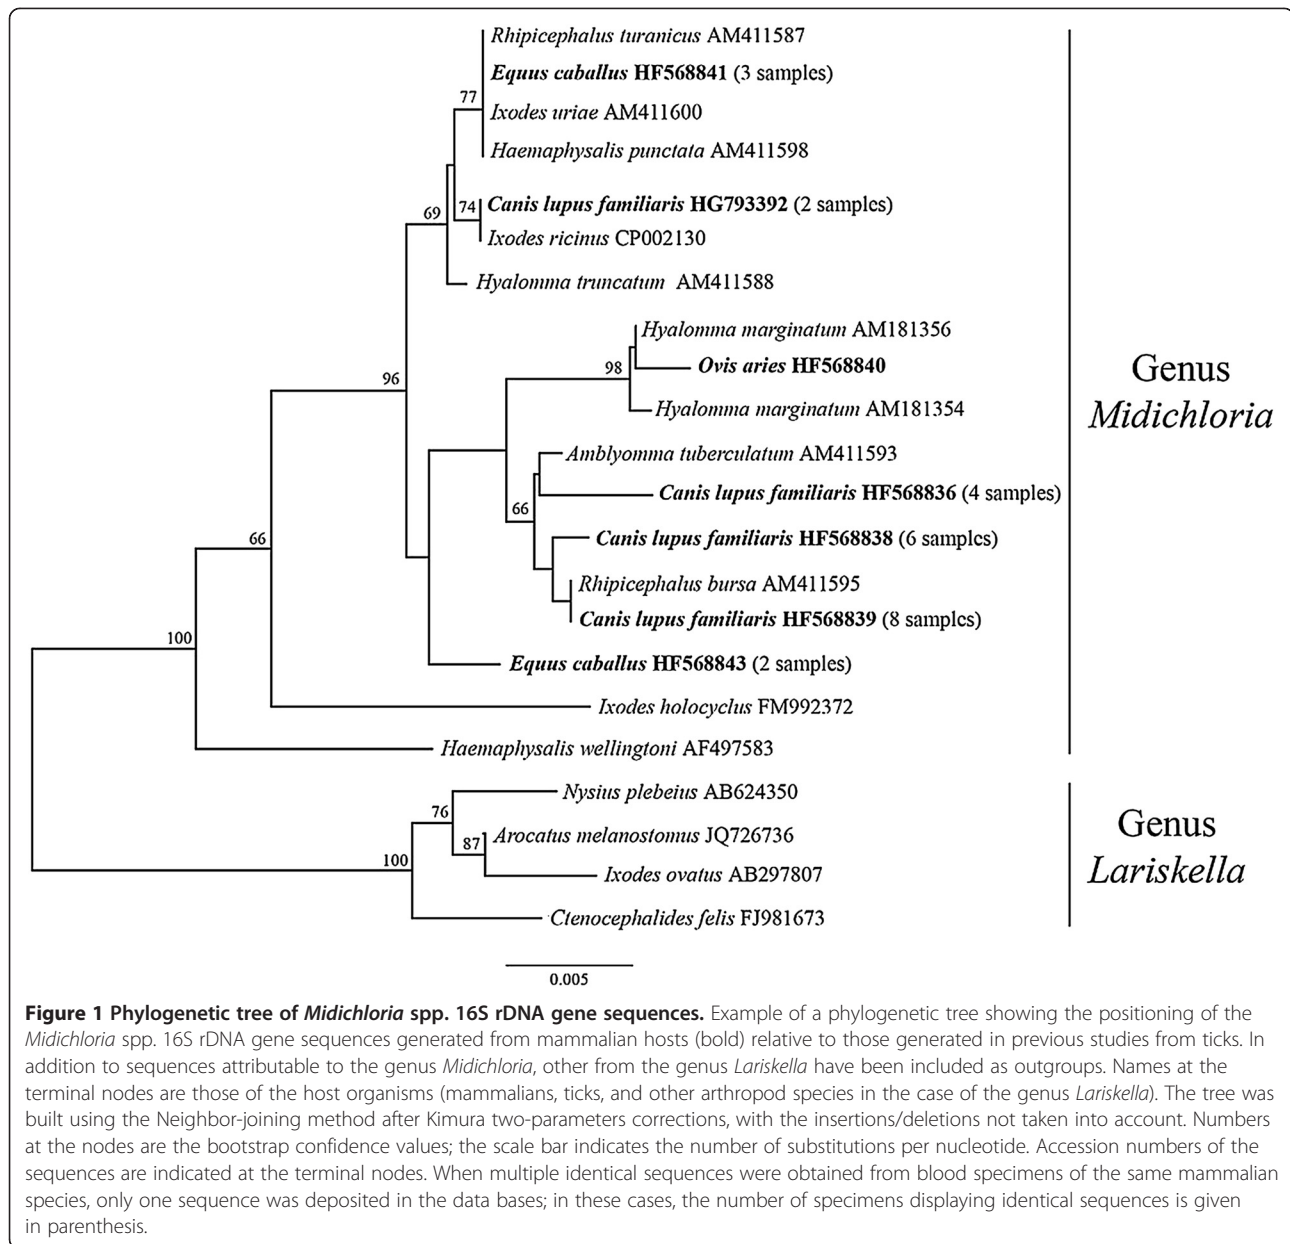 Rhipicephalus turanicus AM411587
77
Equus caballus HF568841 (3 samples)
Ixodes uriae AM411600
Haemaphysalis punctata AM411598
74
Canis lupus familiaris HG793392 (2 samples)
69
Ixodes ricinus CP002130
Hyalomma truncatum AM411588
Hyalomma marginatum AM181356
98
Ovis aries HF568840
96
Hyalomma marginatum AM181354
Genus
Midichloria
Amblyomma tuberculatum AM411593
Canis lupus familiaris HF568836 (4 samples)
66
Canis lupus familiaris HF568838 (6 samples)
66
Rhipicephalus bursa AM411595
Canis lupus familiaris HF568839 (8 samples)
100
Equus caballus HF568843 (2 samples)
Ixodes holocyclus FM992372
Haemaphysalis wellingtoni AF497583
Nysius plebeius AB624350
76
Arocatus melanostomus JQ726736
87
Ixodes ovatus AB297807
100
Ctenocephalides felis FJ981673
Genus
Lariskella
0.005
Figure 1 Phylogenetic tree of Midichloria spp. 16S rDNA gene sequences. Example of a phylogenetic tree showing the positioning of the
Midichloria spp. 16S rDNA gene sequences generated from mammalian hosts (bold) relative to those generated in previous studies from ticks. In
addition to sequences attributable to the genus Midichloria, other from the genus Lariskella have been included as outgroups. Names at the
terminal nodes are those of the host organisms (mammalians, ticks, and other arthropod species in the case of the genus Lariskella). The tree was
built using the Neighbor-joining method after Kimura two-parameters corrections, with the insertions/deletions not taken into account. Numbers
at the nodes are the bootstrap confidence values; the scale bar indicates the number of substitutions per nucleotide. Accession numbers of the
sequences are indicated at the terminal nodes. When multiple identical sequences were obtained from blood specimens of the same mammalian
species, only one sequence was deposited in the data bases; in these cases, the number of specimens displaying identical sequences is given
in parenthesis.